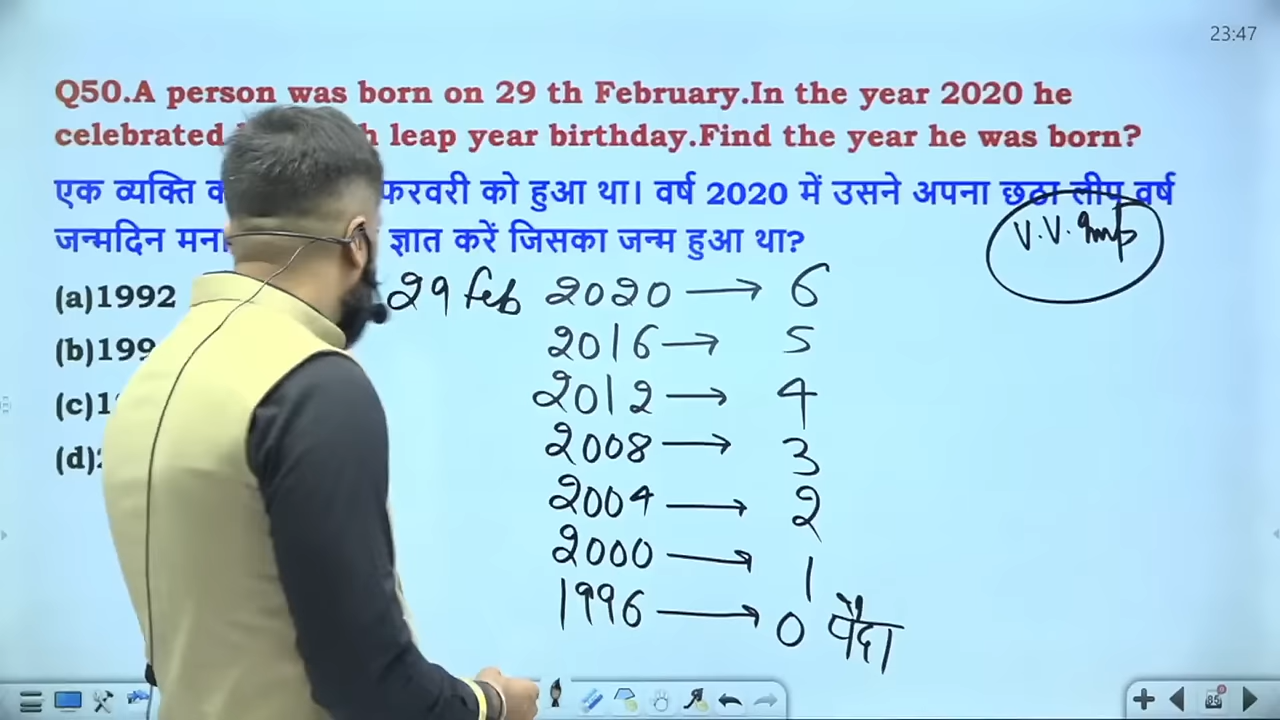 23:47
Q50.A person was born on 29 th February.In the year 2020 he
celebrated leap year birthday.Find the year he was born?
एक व्यक्ति फरवरी को हुआ था। वर्ष 2020 में उसने अपना छठा लीप वर्ष
जन्मदिन ज्ञात करें जिसका जन्म हुआ था?
V.V.Imp
(a)1992
29 feb 2020 → 6
(b)199
2016 → 5
(c)1
2012 → 4
(d)
2008 → 3
2004 → 2
2000 → 1
1996 → 0 पैदा
85